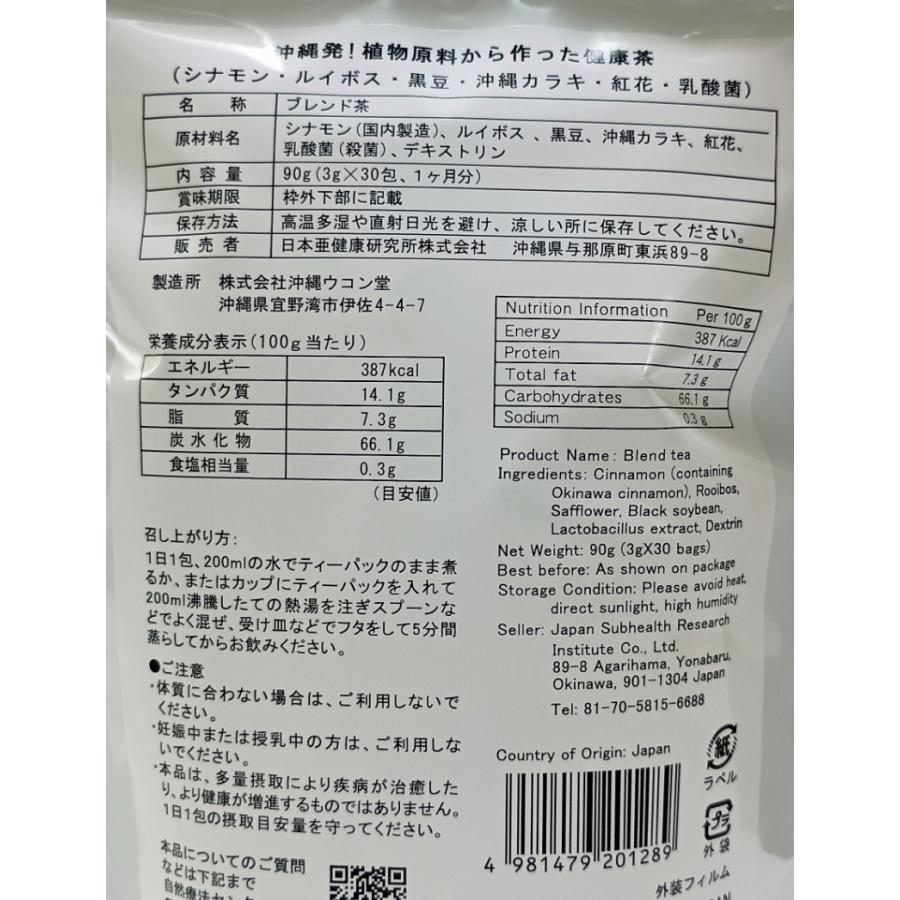 沖縄発!植物原料から作った健康茶
(シナモン・ルイボス・黒豆・沖縄カラキ・紅花・乳酸菌)
名称 ブレンド茶
原材料名 シナモン(国内製造)、ルイボス、黒豆、沖縄カラキ、紅花、
乳酸菌(殺菌)、デキストリン
内容量 90g(3g×30包、1ヶ月分)
賞味期限 枠外下部に記載
保存方法 高温多湿や直射日光を避け、涼しい所に保存してください。
販売者 日本亜健康研究所株式会社 沖縄県与那原町東浜89-8
製造所 株式会社沖縄ウコン堂
沖縄県宜野湾市伊佐4-4-7
栄養成分表示(100g当たり)
エネルギー 387kcal
タンパク質 14.1g
脂質 7.3g
炭水化物 66.1g
食塩相当量 0.3g
(目安値)
Nutrition Information Per 100g
Energy 387 Kcal
Protein 14.1g
Total fat 7.3g
Carbohydrates 66.1g
Sodium 0.3g
Product Name: Blend tea
Ingredients: Cinnamon (containing
Okinawa cinnamon), Rooibos,
Safflower, Black soybean,
Lactobacillus extract, Dextrin
Net Weight: 90g (3gX30 bags)
Best before: As shown on package
Storage Condition: Please avoid heat,
direct sunlight, high humidity
Seller: Japan Subhealth Research
Institute Co., Ltd.
89-8 Agarihama, Yonabaru,
Okinawa, 901-1304 Japan
Tel: 81-70-5815-6688
Country of Origin: Japan
召し上がり方:
1日1包、200mlの水でティーパックのまま煮
るか、またはカップにティーパックを入れて
200ml沸騰したての熱湯を注ぎスプーンな
どでよく混ぜ、受け皿などでフタをして5分間
蒸らしてからお飲みください。
●ご注意
・体質に合わない場合は、ご利用しないで
ください。
・妊娠中または授乳中の方は、ご利用しな
いでください。
・本品は、多量摂取により疾病が治癒した
り、より健康が増進するものではありません。
1日1包の摂取目安量を守ってください。
本品についてのご質問
などは下記まで
自然療法セン
紙
ラベル
プラ
外袋
外装フィルム
4 981479 201289